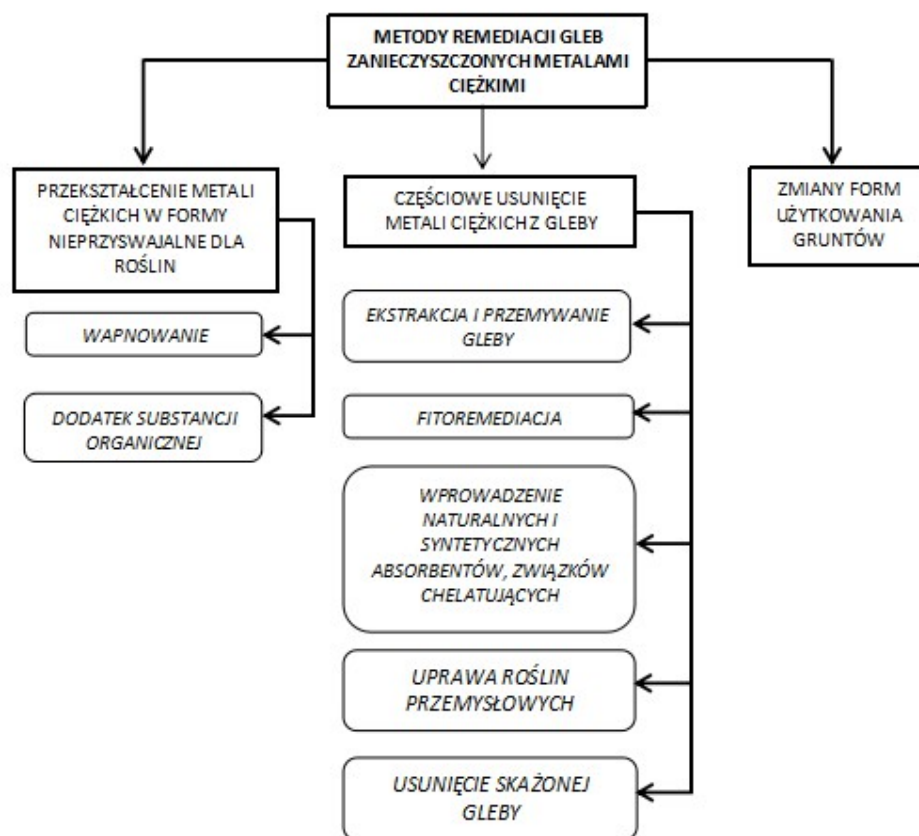 METODY REMEDIACJI GLEB
ZANIECZYSZCZONYCH METALAMI
CIĘŻKIMI
PRZEKSZTAŁCENIE METALI
CIĘŻKICH W FORMY
NIEPRZYSWAJALNE DLA
ROŚLIN
WAPNOWANIE
DODATEK SUBSTANCJI
ORGANICZNEJ
CZĘŚCIOWE USUNIĘCIE
METALI CIĘŻKICH Z GLEBY
EKSTRAKCJA I PRZEMYWANIE
GLEBY
FITOREMEDIACJA
WPROWADZENIE
NATURALNYCH I
SYNTETYCZNYCH
ABSORBENTÓW, ZWIĄZKÓW
CHELATUJĄCYCH
UPRAWA ROŚLIN
PRZEMYSŁOWYCH
USUNIĘCIE SKAŻONEJ
GLEBY
ZMIANY FORM
UŻYTKOWANIA
GRUNTÓW